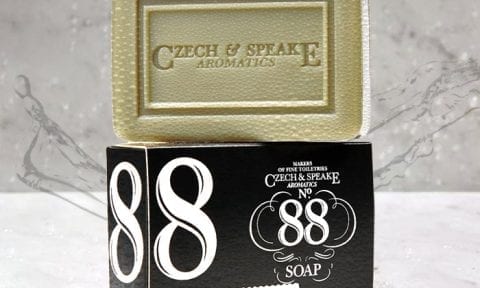 CZECH & SPEAKE
AROMATICS
88
MAKERS
OF FINE TOILETRIES
CZECH & SPEAKE
AROMATICS
No
88
SOAP